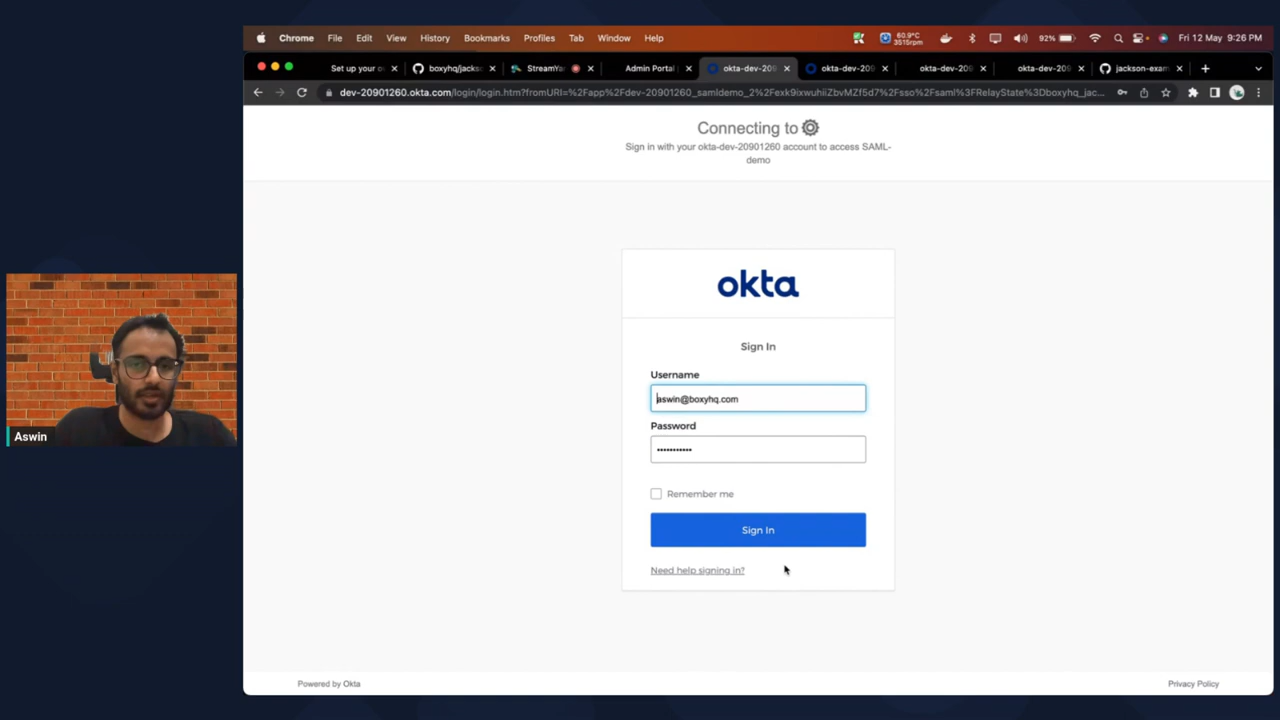 Chrome File Edit View History Bookmarks Profiles Tab Window Help
60.9°C
3515rpm
92%
Fri 12 May 9:26 PM
Set up your
boxyhq/jacks
StreamYar
Admin Portal
okta-dev-209
okta-dev-209
okta-dev-209
okta-dev-209
jackson-exam
dev-20901260.okta.com/login/login.htm?fromURI=%2Fapp%2Fdev-20901260_samldemo_2%2Fexk9ixwuhiiZbvMZf5d7%2Fsso%2Fsaml%3FRelayState%3Dboxyhq_jac...
Connecting to
Sign in with your okta-dev-20901260 account to access SAML-
demo
okta
Sign In
Username
aswin@boxyhq.com
Password
•••••••••••
Remember me
Sign In
Need help signing in?
Aswin
Powered by Okta
Privacy Policy